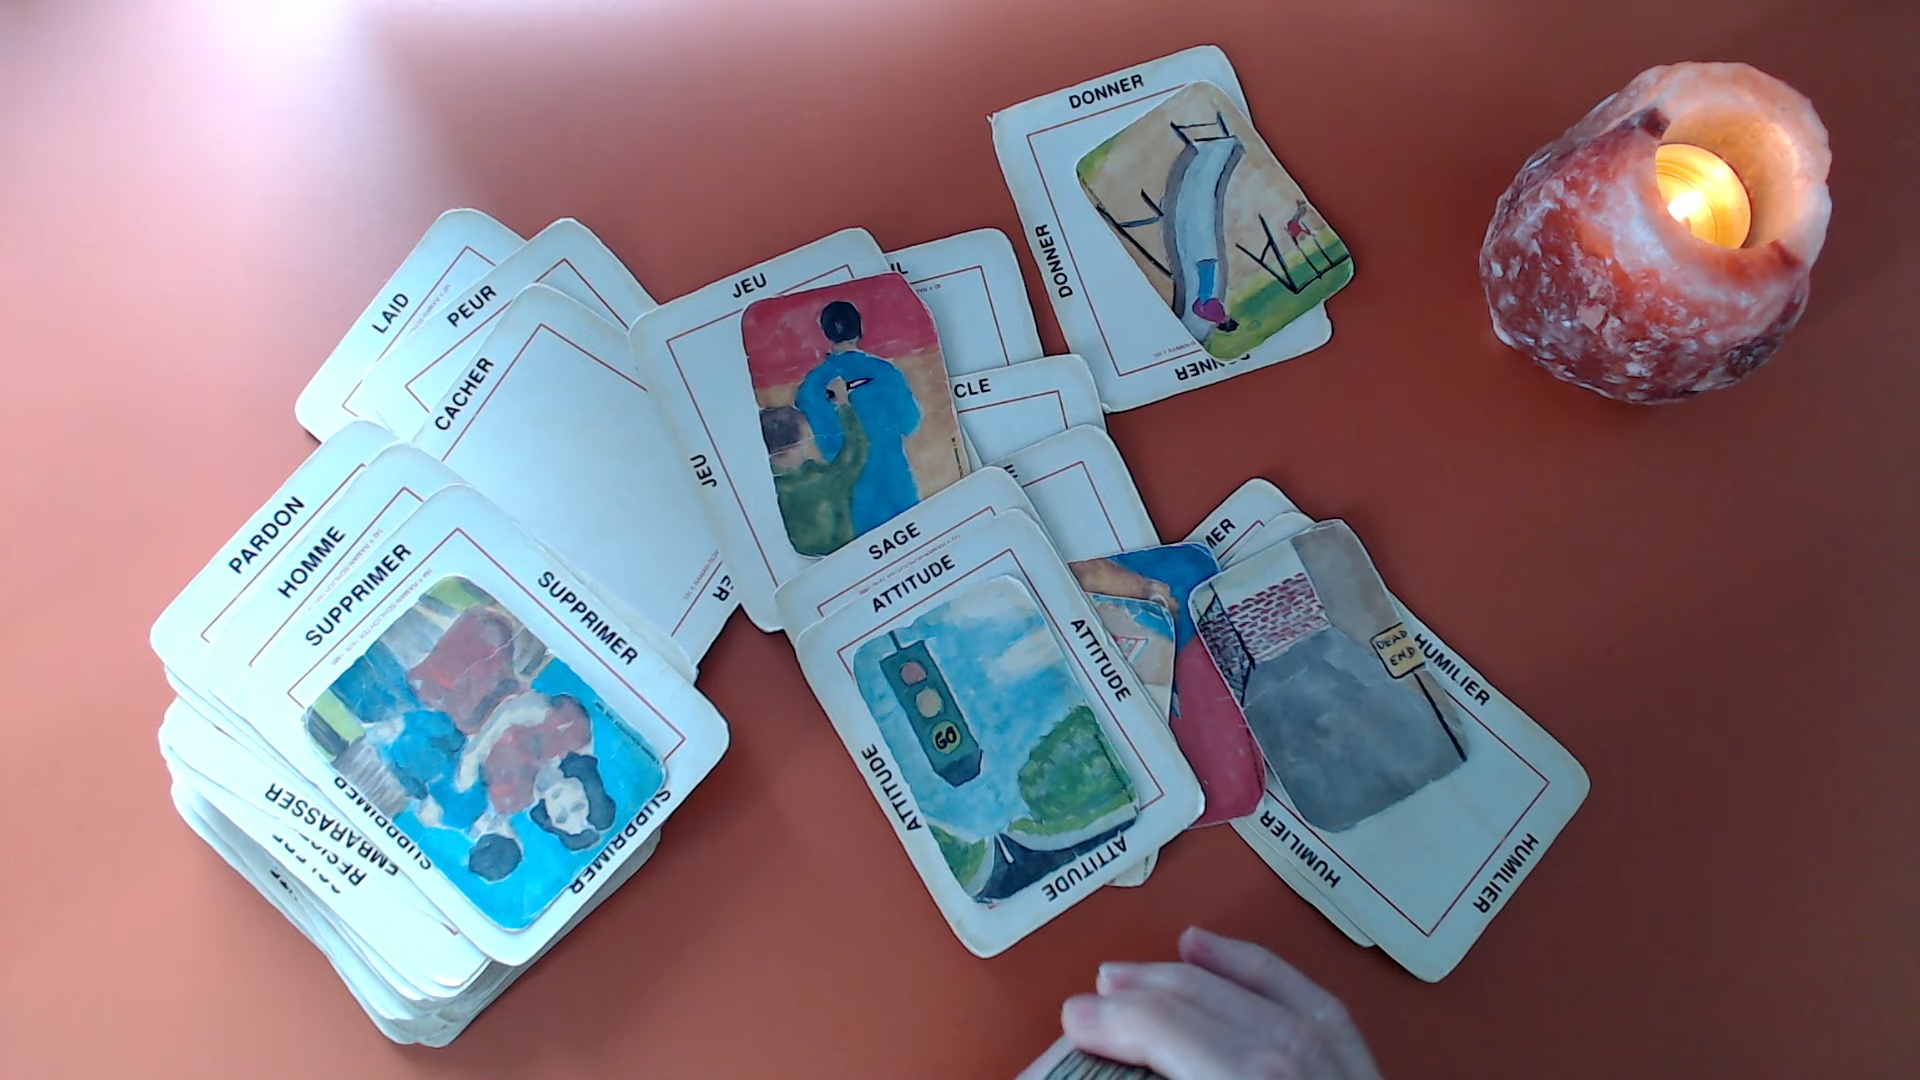 DONNER
DONNER
LAID
PEUR
CACHER
JEU
JEU
CLE
PARDON
HOMME
SUPPRIMER
SUPPRIMER
SUPPRIMER
SUPPRIMER
EMBARASSER
SAGE
ATTITUDE
ATTITUDE
ATTITUDE
ATTITUDE
GO
MER
DEAD
END
HUMILIER
HUMILIER
HUMILIER
HUMILIER